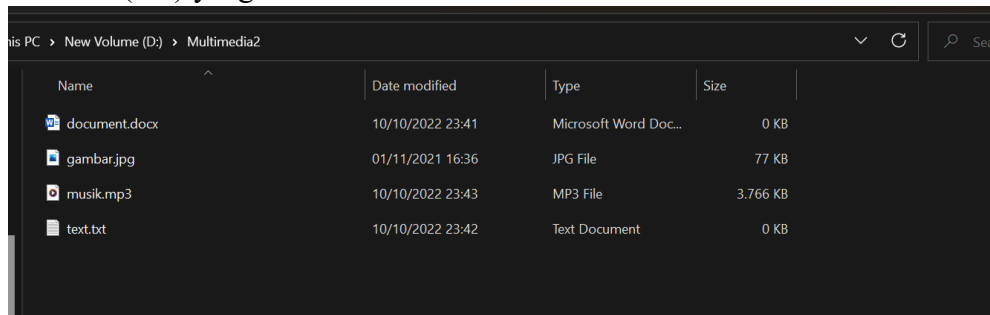 his PC > New Volume (D:) > Multimedia2
Name Date modified Type Size
document.docx 10/10/2022 23:41 Microsoft Word Doc... 0 KB
gambar.jpg 01/11/2021 16:36 JPG File 77 KB
musik.mp3 10/10/2022 23:43 MP3 File 3.766 KB
text.txt 10/10/2022 23:42 Text Document 0 KB